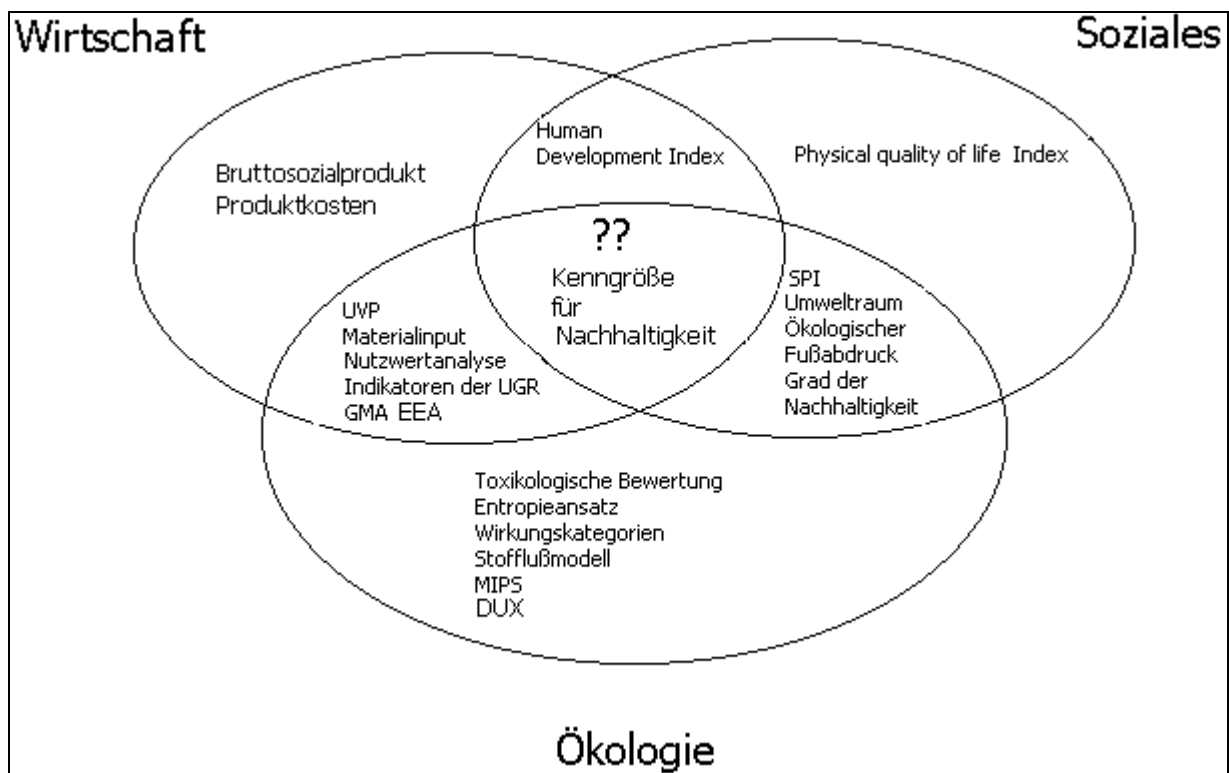 Wirtschaft
Soziales
Human
Development Index
Physical quality of life Index
Bruttosozialprodukt
Produktkosten
??
Kenngröße
für
Nachhaltigkeit
UVP
Materialinput
Nutzwertanalyse
Indikatoren der UGR
GMA EEA
SPI
Umweltraum
Ökologischer
Fußabdruck
Grad der
Nachhaltigkeit
Toxikologische Bewertung
Entropieansatz
Wirkungskategorien
Stoffflußmodell
MIPS
DUX
Ökologie